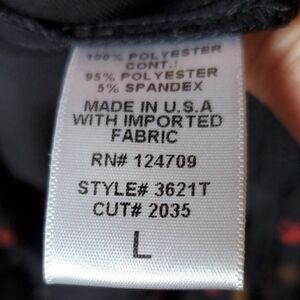 100% POLYESTER
CONT.:
95% POLYESTER
5% SPANDEX
MADE IN U.S.A
WITH IMPORTED
FABRIC
RN# 124709
STYLE# 3621T
CUT# 2035
L